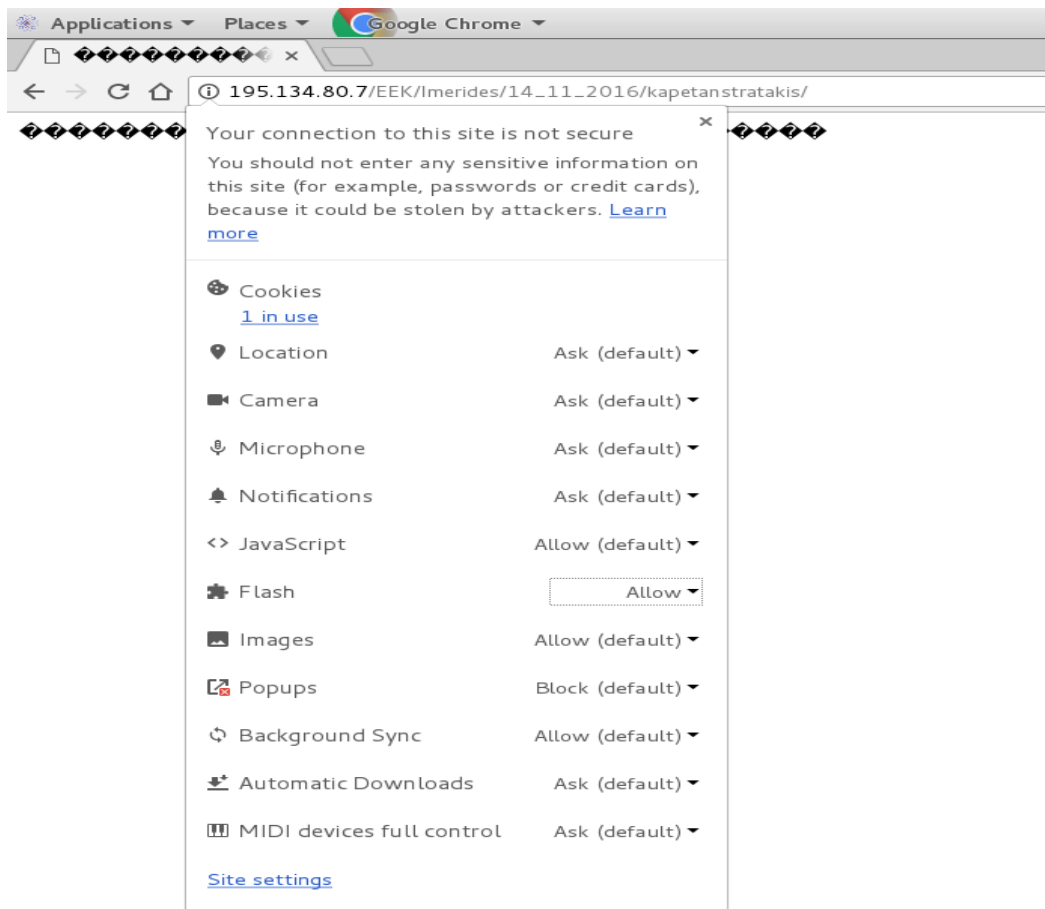 Applications Places Google Chrome
����������
195.134.80.7/EEK/Imerides/14_11_2016/kapetanstratakis/
������� �����
Your connection to this site is not secure
You should not enter any sensitive information on
this site (for example, passwords or credit cards),
because it could be stolen by attackers. Learn
more
Cookies
1 in use
Location Ask (default)
Camera Ask (default)
Microphone Ask (default)
Notifications Ask (default)
JavaScript Allow (default)
Flash Allow
Images Allow (default)
Popups Block (default)
Background Sync Allow (default)
Automatic Downloads Ask (default)
MIDI devices full control Ask (default)
Site settings